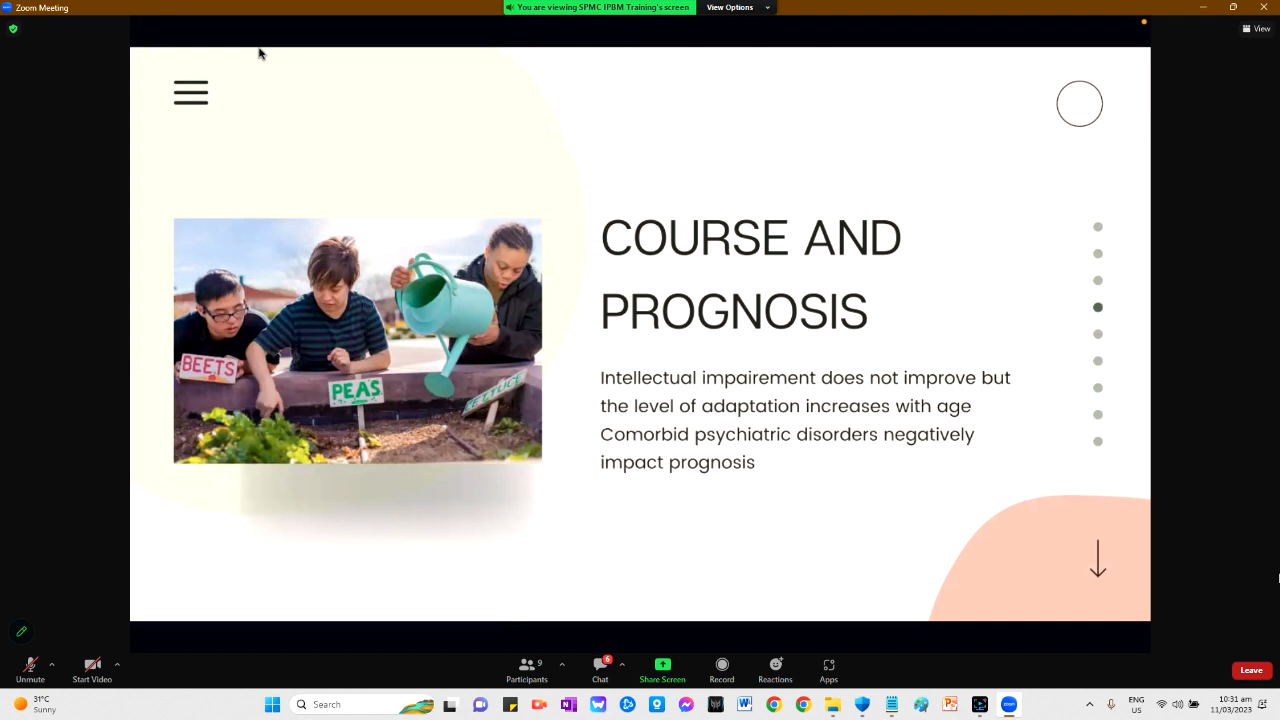 Zoom Meeting
You are viewing SPMC IPBM Training's screen
View Options
View
COURSE AND
PROGNOSIS
BEETS
PEAS
LETTUCE
Intellectual impairement does not improve but
the level of adaptation increases with age
Comorbid psychiatric disorders negatively
impact prognosis
Unmute
Start Video
9
Participants
6
Chat
Share Screen
Record
Reactions
Apps
Leave
31°C
Sunny
Search
ENG
US
10:31 am
11/03/2023